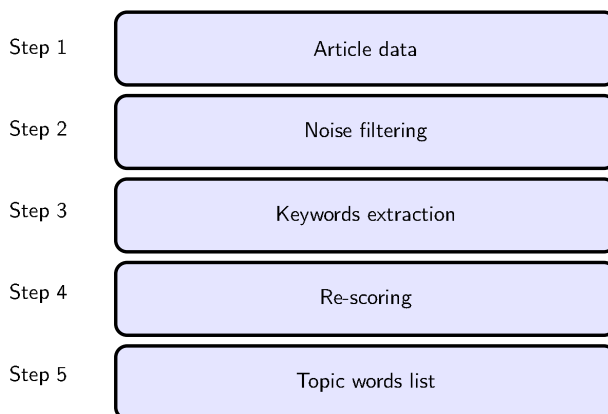 Step 1 Article data
Step 2 Noise filtering
Step 3 Keywords extraction
Step 4 Re-scoring
Step 5 Topic words list